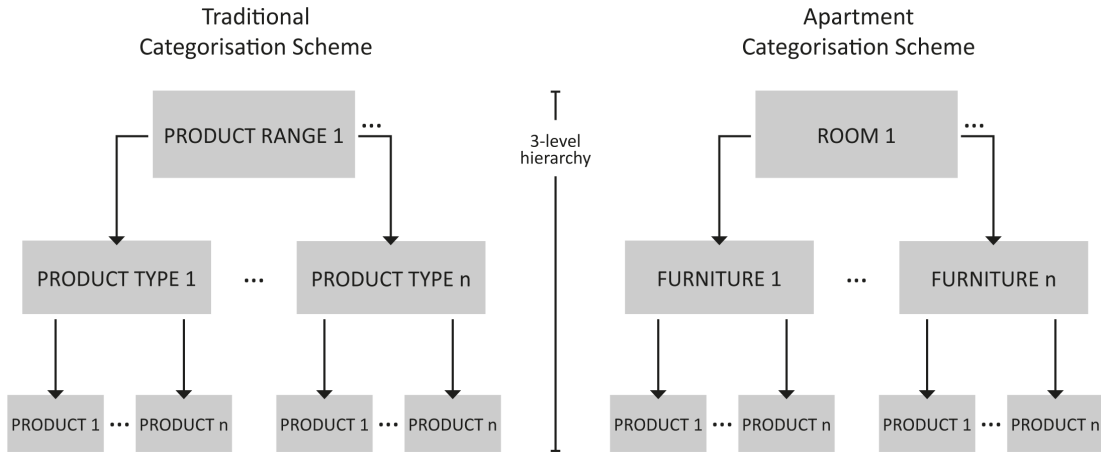 Traditional
Categorisation Scheme
Apartment
Categorisation Scheme
PRODUCT RANGE 1
...
3-level
hierarchy
ROOM 1
...
PRODUCT TYPE 1
...
PRODUCT TYPE n
FURNITURE 1
...
FURNITURE n
PRODUCT 1
...
PRODUCT n
PRODUCT 1
...
PRODUCT n
PRODUCT 1
...
PRODUCT n
PRODUCT 1
...
PRODUCT n